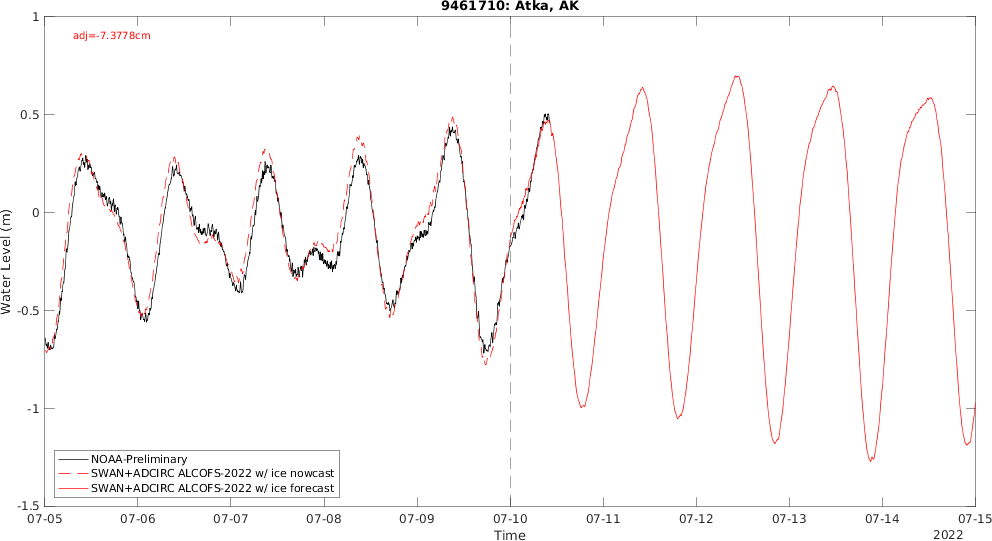 9461710: Atka, AK
adj=-7.3778cm
1
0.5
0
-0.5
-1
-1.5
Water Level (m)
NOAA-Preliminary
SWAN+ADCIRC ALCOFS-2022 w/ ice nowcast
SWAN+ADCIRC ALCOFS-2022 w/ ice forecast
07-05 07-06 07-07 07-08 07-09 07-10 07-11 07-12 07-13 07-14 07-15
Time
2022